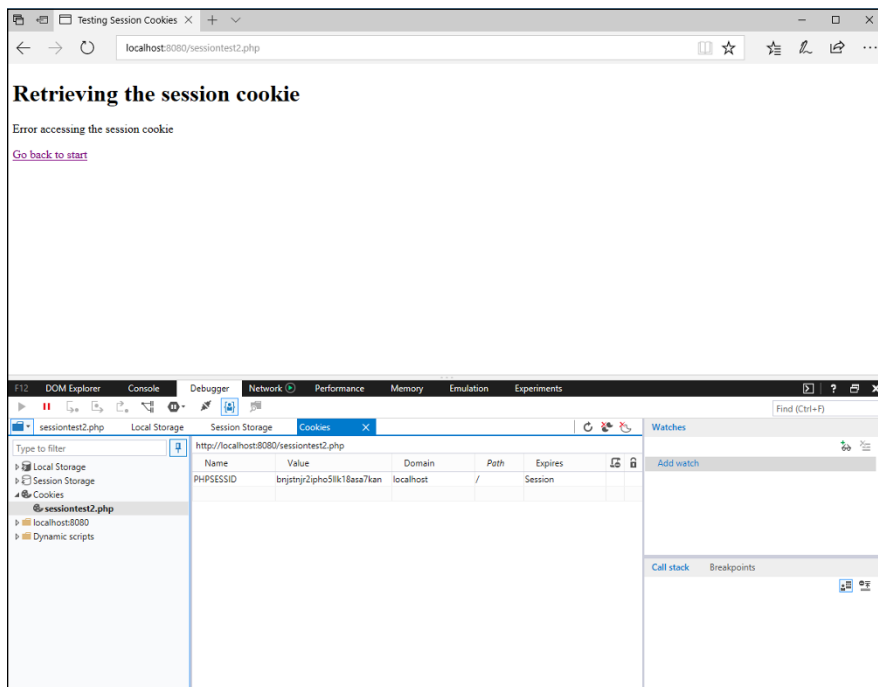 Testing Session Cookies
localhost:8080/sessiontest2.php
Retrieving the session cookie
Error accessing the session cookie
Go back to start
F12 DOM Explorer Console Debugger Network Performance Memory Emulation Experiments
Find (Ctrl+F)
sessiontest2.php Local Storage Session Storage Cookies
Watches
Type to filter
http://localhost:8080/sessiontest2.php
Name Value Domain Path Expires
Add watch
Local Storage
PHPSESSID bnjstnjr2ipho5llk18asa7kan localhost / Session
Session Storage
Cookies
sessiontest2.php
localhost:8080
Dynamic scripts
Call stack Breakpoints